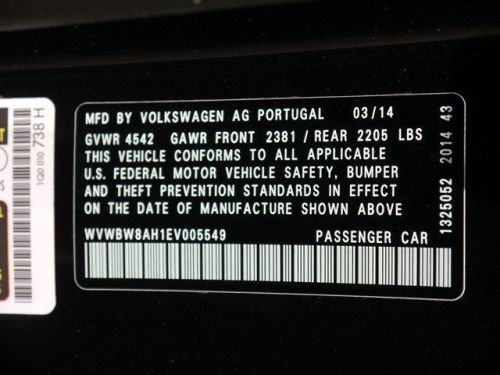 MFD BY VOLKSWAGEN AG PORTUGAL 03/14
GVWR 4542 GAWR FRONT 2381 / REAR 2205 LBS
THIS VEHICLE CONFORMS TO ALL APPLICABLE
U.S. FEDERAL MOTOR VEHICLE SAFETY, BUMPER
AND THEFT PREVENTION STANDARDS IN EFFECT
ON THE DATE OF MANUFACTURE SHOWN ABOVE
WVWBW8AH1EV005549 PASSENGER CAR
1325052 2014 43
1Q0 010 738 H